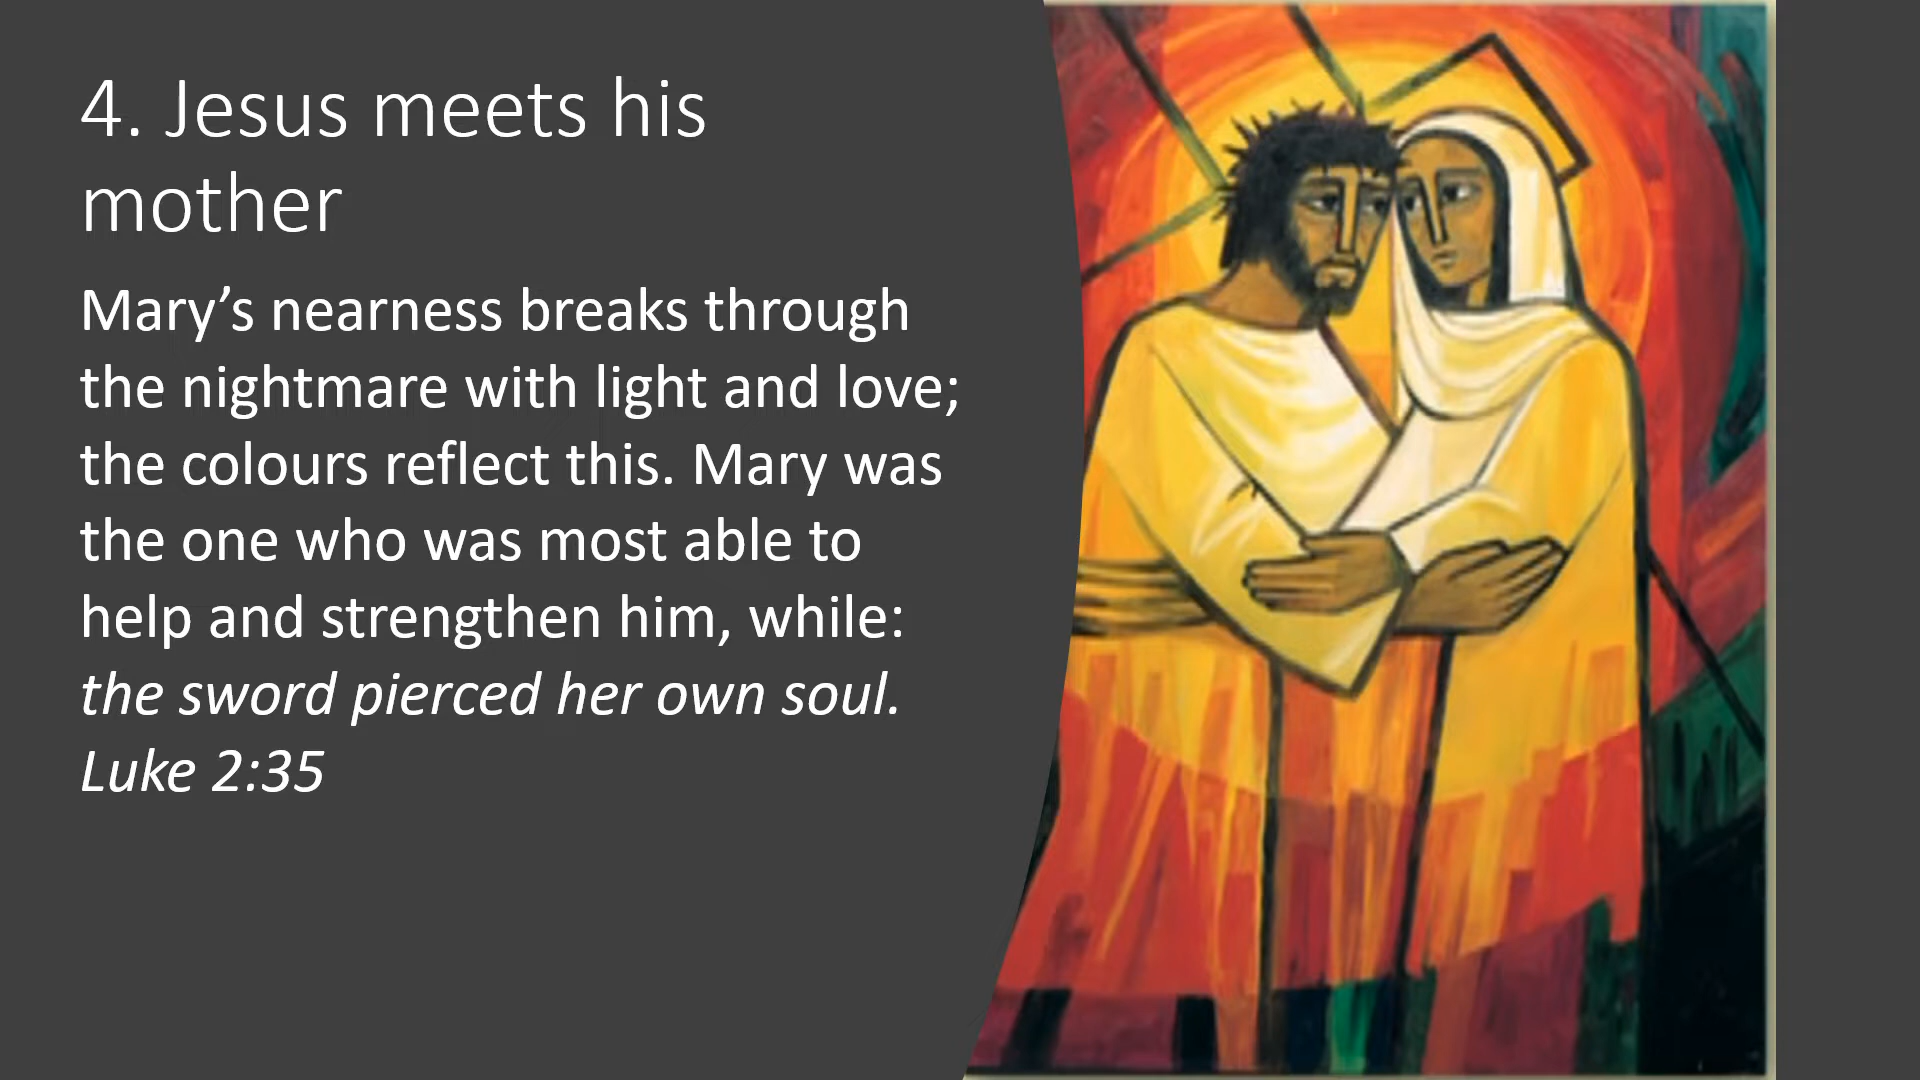 4. Jesus meets his
mother
Mary’s nearness breaks through
the nightmare with light and love;
the colours reflect this. Mary was
the one who was most able to
help and strengthen him, while:
the sword pierced her own soul.
Luke 2:35